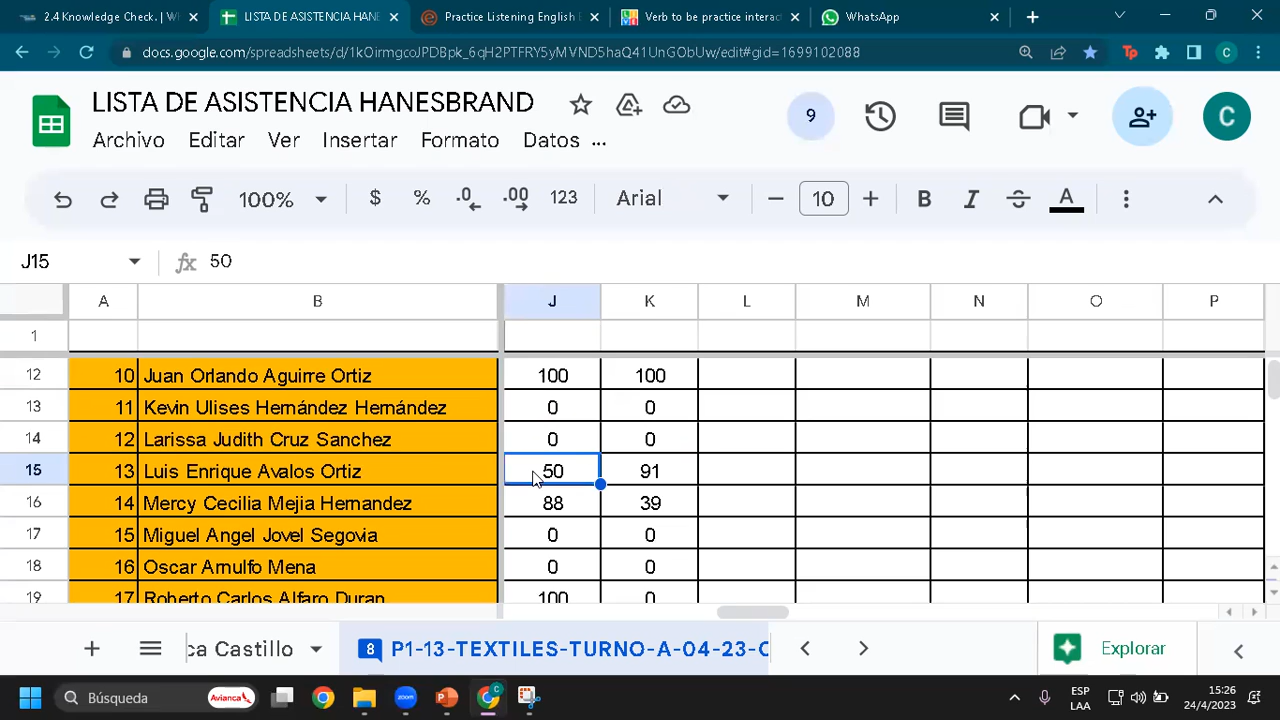 2.4 Knowledge Check. | W
LISTA DE ASISTENCIA HANE
Practice Listening English E
Verb to be practice interac
WhatsApp
docs.google.com/spreadsheets/d/1kOirmgcoJPDBpk_6qH2PTFRY5yMVND5haQ41UnGObUw/edit#gid=1699102088
Tp
C
LISTA DE ASISTENCIA HANESBRAND
9
C
Archivo Editar Ver Insertar Formato Datos ...
100% $ % .0 .00 123 Arial 10 B I S A
J15 fx 50
A B J K L M N O P
1
12 10 Juan Orlando Aguirre Ortiz 100 100
13 11 Kevin Ulises Hernández Hernández 0 0
14 12 Larissa Judith Cruz Sanchez 0 0
15 13 Luis Enrique Avalos Ortiz 50 91
16 14 Mercy Cecilia Mejia Hernandez 88 39
17 15 Miguel Angel Jovel Segovia 0 0
18 16 Oscar Arnulfo Mena 0 0
19 17 Roberto Carlos Alfaro Duran 100 0
ca Castillo 8 P1-13-TEXTILES-TURNO-A-04-23-C Explorar
Búsqueda Avianca zoom ESP 15:26
LAA 24/4/2023